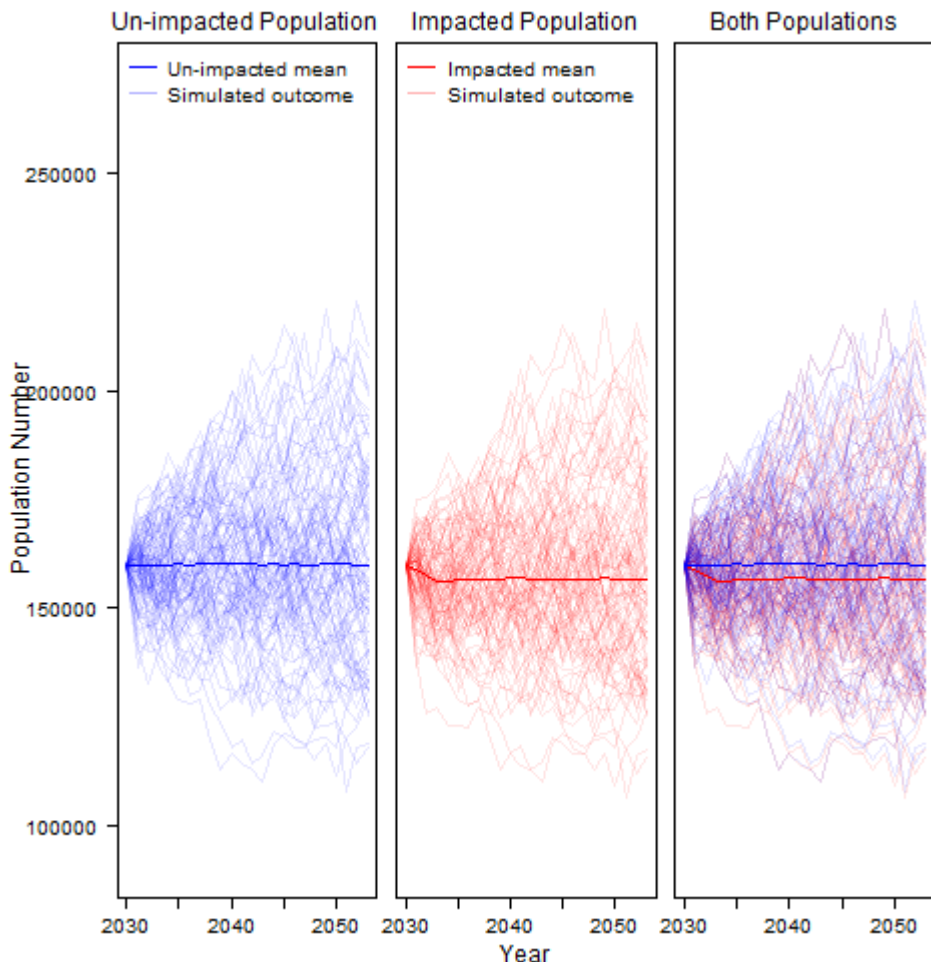 Un-impacted Population
Impacted Population
Both Populations
Un-impacted mean
Simulated outcome
Impacted mean
Simulated outcome
Population Number
250000
200000
150000
100000
2030
2040
2050
2030
2040
2050
2030
2040
2050
Year